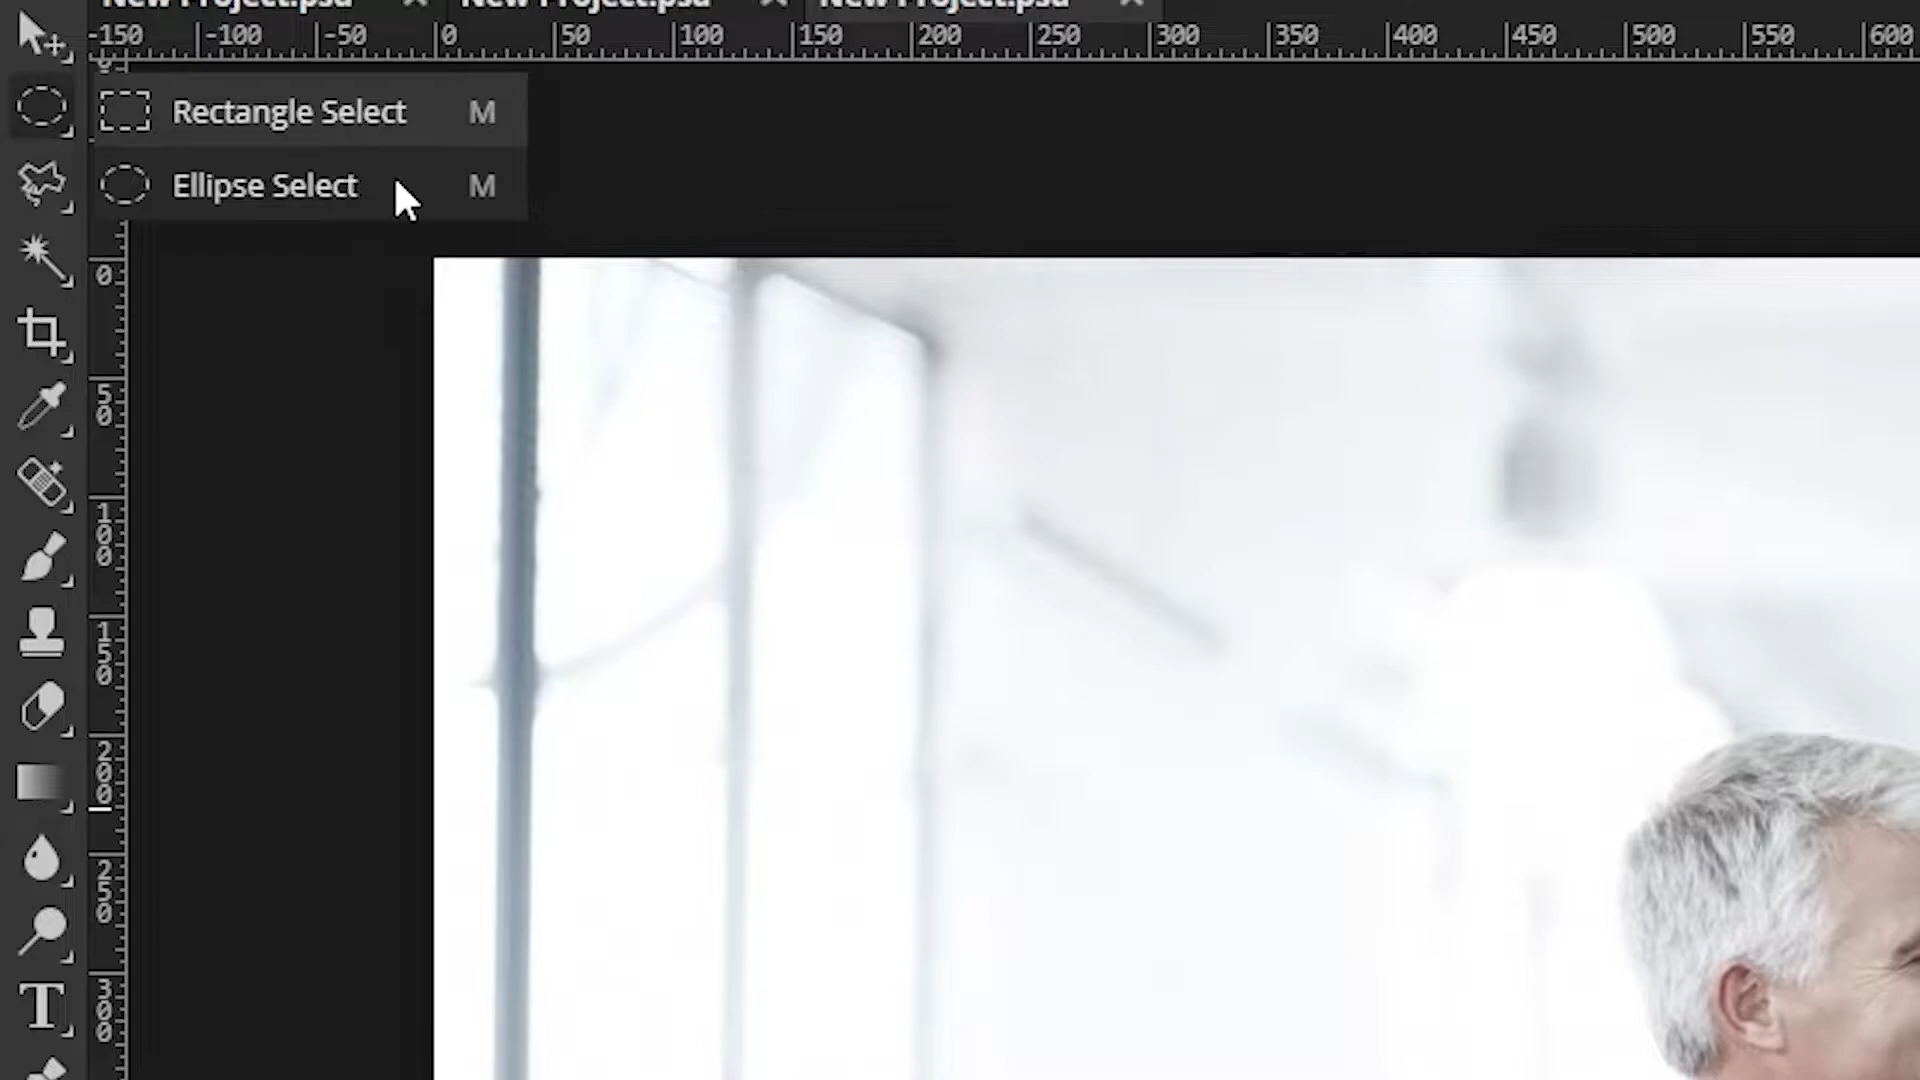 New Project.psd × New Project.psd × New Project.psd ×
-150 -100 -50 0 50 100 150 200 250 300 350 400 450 500 550 600
Rectangle Select M
Ellipse Select M
0
50
100
150
200
250
300
T